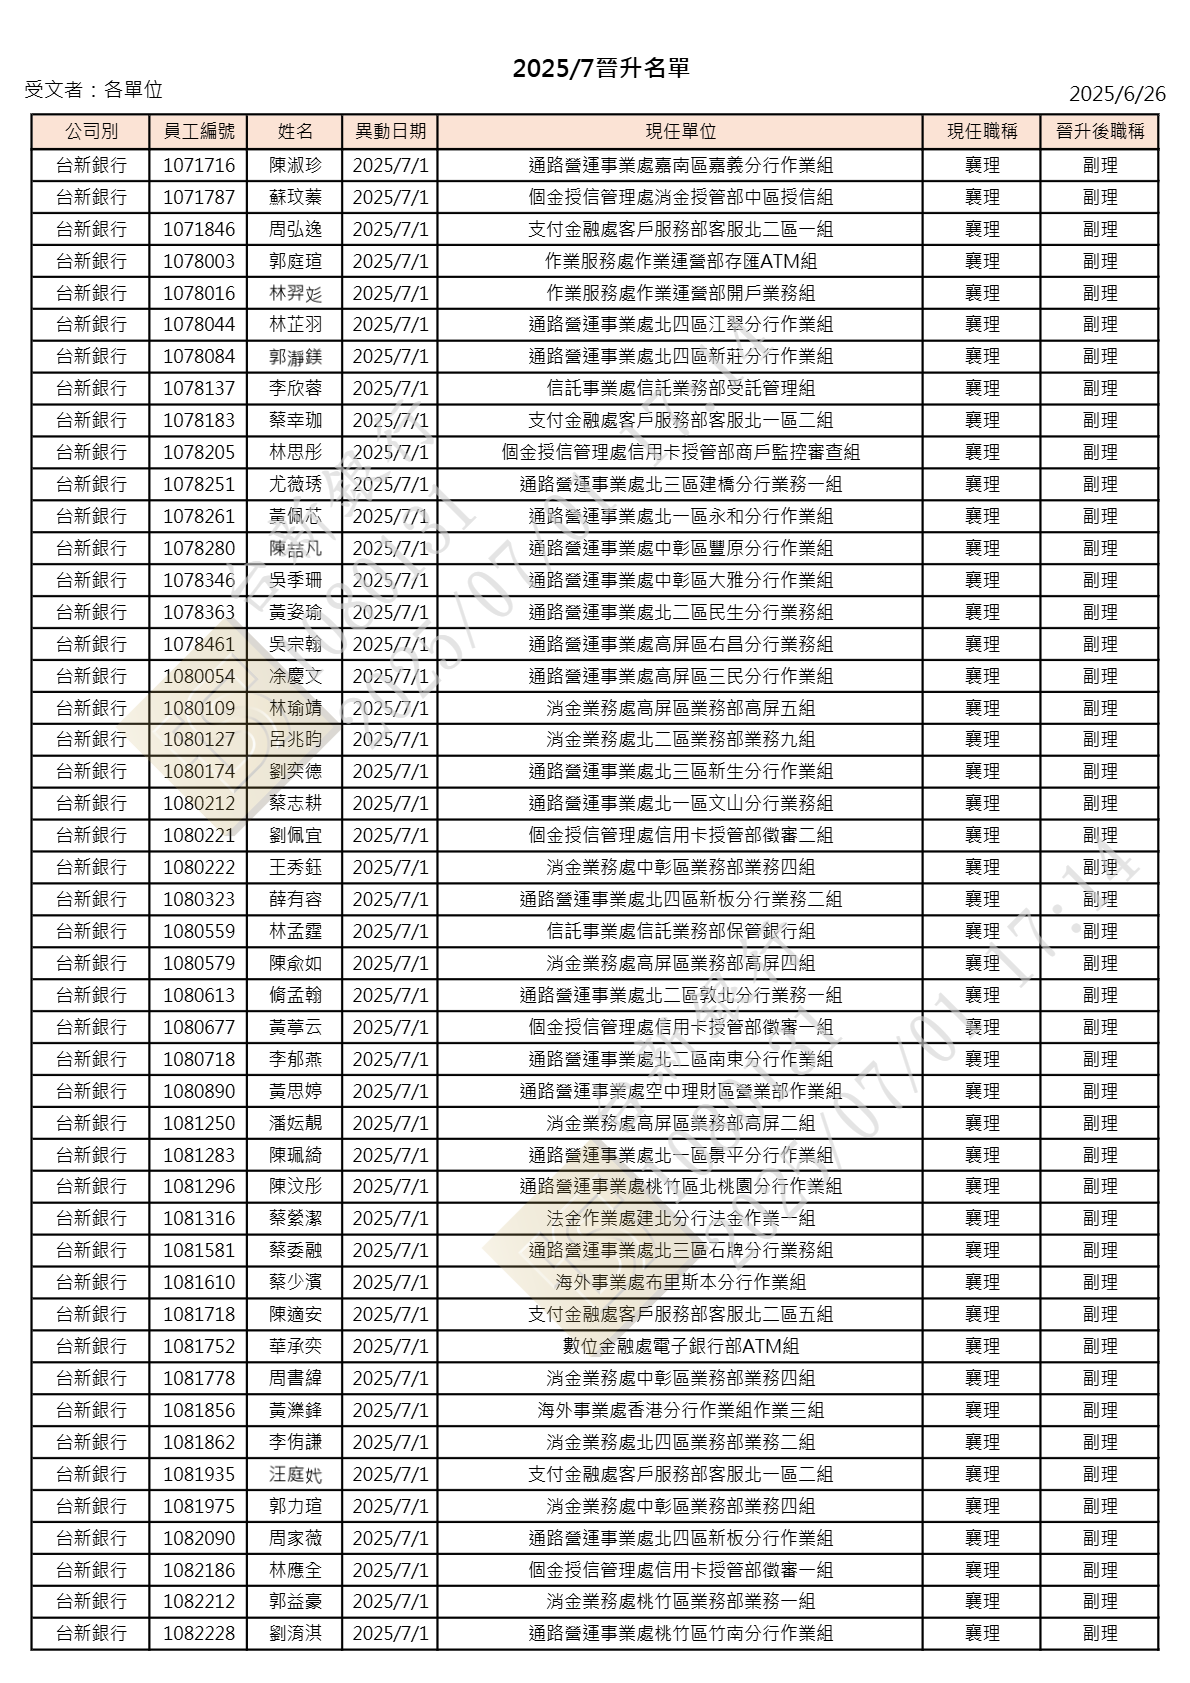 2025/7晉升名單
受文者：各單位
2025/6/26
公司別 員工編號 姓名 異動日期 現任單位 現任職稱 晉升後職稱
台新銀行 1071716 陳淑珍 2025/7/1 通路營運事業處嘉南區嘉義分行作業組 襄理 副理
台新銀行 1071787 蘇玟蓁 2025/7/1 個金授信管理處消金授管部中區授信組 襄理 副理
台新銀行 1071846 周弘逸 2025/7/1 支付金融處客戶服務部客服北二區一組 襄理 副理
台新銀行 1078003 郭庭瑄 2025/7/1 作業服務處作業運營部存匯ATM組 襄理 副理
台新銀行 1078016 林羿彣 2025/7/1 作業服務處作業運營部開戶業務組 襄理 副理
台新銀行 1078044 林芷羽 2025/7/1 通路營運事業處北四區江翠分行作業組 襄理 副理
台新銀行 1078084 郭瀞鎂 2025/7/1 通路營運事業處北四區新莊分行作業組 襄理 副理
台新銀行 1078137 李欣蓉 2025/7/1 信託事業處信託業務部受託管理組 襄理 副理
台新銀行 1078183 蔡幸珈 2025/7/1 支付金融處客戶服務部客服北一區二組 襄理 副理
台新銀行 1078205 林思彤 2025/7/1 個金授信管理處信用卡授管部商戶監控審查組 襄理 副理
台新銀行 1078251 尤薇琇 2025/7/1 通路營運事業處北三區建橋分行業務一組 襄理 副理
台新銀行 1078261 黃佩芯 2025/7/1 通路營運事業處北一區永和分行作業組 襄理 副理
台新銀行 1078280 陳喆凡 2025/7/1 通路營運事業處中彰區豐原分行作業組 襄理 副理
台新銀行 1078346 吳季珊 2025/7/1 通路營運事業處中彰區大雅分行作業組 襄理 副理
台新銀行 1078363 黃姿瑜 2025/7/1 通路營運事業處北二區民生分行業務組 襄理 副理
台新銀行 1078461 吳宗翰 2025/7/1 通路營運事業處高屏區右昌分行業務組 襄理 副理
台新銀行 1080054 凃慶文 2025/7/1 通路營運事業處高屏區三民分行作業組 襄理 副理
台新銀行 1080109 林瑜靖 2025/7/1 消金業務處高屏區業務部高屏五組 襄理 副理
台新銀行 1080127 呂兆昀 2025/7/1 消金業務處北二區業務部業務九組 襄理 副理
台新銀行 1080174 劉奕德 2025/7/1 通路營運事業處北三區新生分行作業組 襄理 副理
台新銀行 1080212 蔡志耕 2025/7/1 通路營運事業處北一區文山分行業務組 襄理 副理
台新銀行 1080221 劉佩宜 2025/7/1 個金授信管理處信用卡授管部徵審二組 襄理 副理
台新銀行 1080222 王秀鈺 2025/7/1 消金業務處中彰區業務部業務四組 襄理 副理
台新銀行 1080323 薛有容 2025/7/1 通路營運事業處北四區新板分行業務二組 襄理 副理
台新銀行 1080559 林孟霆 2025/7/1 信託事業處信託業務部保管銀行組 襄理 副理
台新銀行 1080579 陳俞如 2025/7/1 消金業務處高屏區業務部高屏四組 襄理 副理
台新銀行 1080613 脩孟翰 2025/7/1 通路營運事業處北二區敦北分行業務一組 襄理 副理
台新銀行 1080677 黃葶云 2025/7/1 個金授信管理處信用卡授管部徵審一組 襄理 副理
台新銀行 1080718 李郁燕 2025/7/1 通路營運事業處北二區南東分行作業組 襄理 副理
台新銀行 1080890 黃思婷 2025/7/1 通路營運事業處空中理財區營業部作業組 襄理 副理
台新銀行 1081250 潘妘靚 2025/7/1 消金業務處高屏區業務部高屏二組 襄理 副理
台新銀行 1081283 陳珮綺 2025/7/1 通路營運事業處北一區景平分行作業組 襄理 副理
台新銀行 1081296 陳汶彤 2025/7/1 通路營運事業處桃竹區北桃園分行作業組 襄理 副理
台新銀行 1081316 蔡縈潔 2025/7/1 法金作業處建北分行法金作業一組 襄理 副理
台新銀行 1081581 蔡委融 2025/7/1 通路營運事業處北三區石牌分行業務組 襄理 副理
台新銀行 1081610 蔡少濱 2025/7/1 海外事業處布里斯本分行作業組 襄理 副理
台新銀行 1081718 陳適安 2025/7/1 支付金融處客戶服務部客服北二區五組 襄理 副理
台新銀行 1081752 華承奕 2025/7/1 數位金融處電子銀行部ATM組 襄理 副理
台新銀行 1081778 周書緯 2025/7/1 消金業務處中彰區業務部業務四組 襄理 副理
台新銀行 1081856 黃濼鋒 2025/7/1 海外事業處香港分行作業組作業三組 襄理 副理
台新銀行 1081862 李侑謙 2025/7/1 消金業務處北四區業務部業務二組 襄理 副理
台新銀行 1081935 汪庭 2025/7/1 支付金融處客戶服務部客服北一區二組 襄理 副理
台新銀行 1081975 郭力瑄 2025/7/1 消金業務處中彰區業務部業務四組 襄理 副理
台新銀行 1082090 周家薇 2025/7/1 通路營運事業處北四區新板分行作業組 襄理 副理
台新銀行 1082186 林應全 2025/7/1 個金授信管理處信用卡授管部徵審一組 襄理 副理
台新銀行 1082212 郭益豪 2025/7/1 消金業務處桃竹區業務部業務一組 襄理 副理
台新銀行 1082228 劉淯淇 2025/7/1 通路營運事業處桃竹區竹南分行作業組 襄理 副理
台新銀行
1080131
2025/07/01 17:14
台新銀行
1080131
2025/07/01 17:14